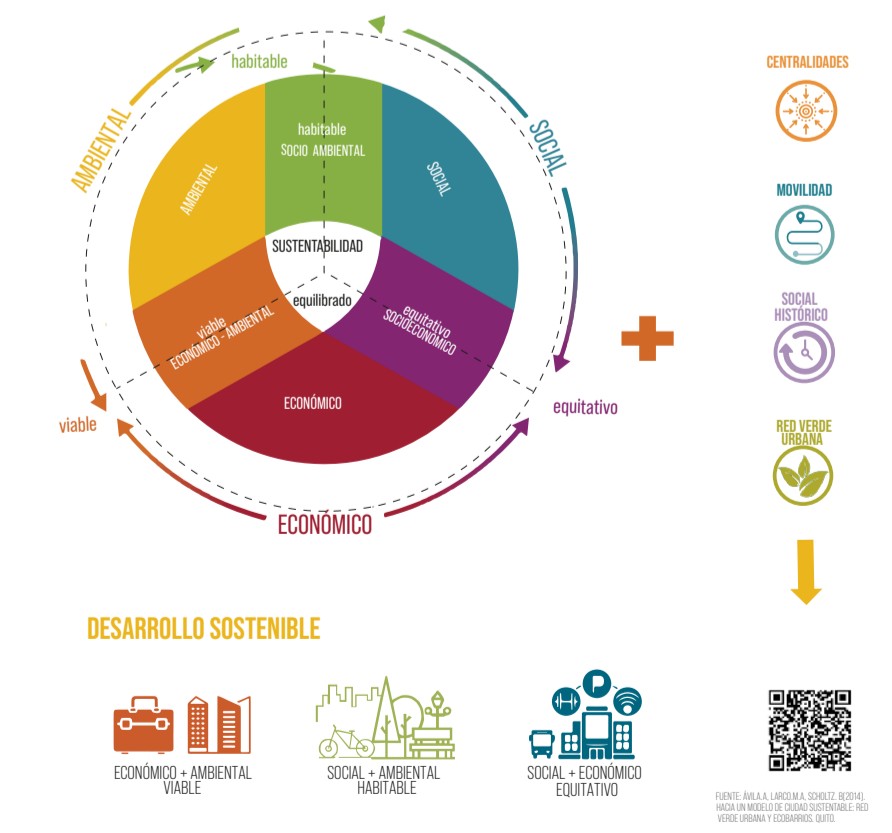 habitable
AMBIENTAL
SOCIAL
habitable
SOCIO AMBIENTAL
AMBIENTAL
SOCIAL
SUSTENTABILIDAD
equilibrado
viable
ECONÓMICO - AMBIENTAL
equitativo
SOCIOECONÓMICO
ECONÓMICO
viable
equitativo
ECONÓMICO
CENTRALIDADES
MOVILIDAD
SOCIAL
HISTÓRICO
RED VERDE
URBANA
DESARROLLO SOSTENIBLE
ECONÓMICO + AMBIENTAL
VIABLE
SOCIAL + AMBIENTAL
HABITABLE
P
SOCIAL + ECONÓMICO
EQUITATIVO
FUENTE: ÁVILA.A, LARCO.M.A, SCHOLTZ. B(2014).
HACIA UN MODELO DE CIUDAD SUSTENTABLE: RED
VERDE URBANA Y ECOBARRIOS. QUITO.